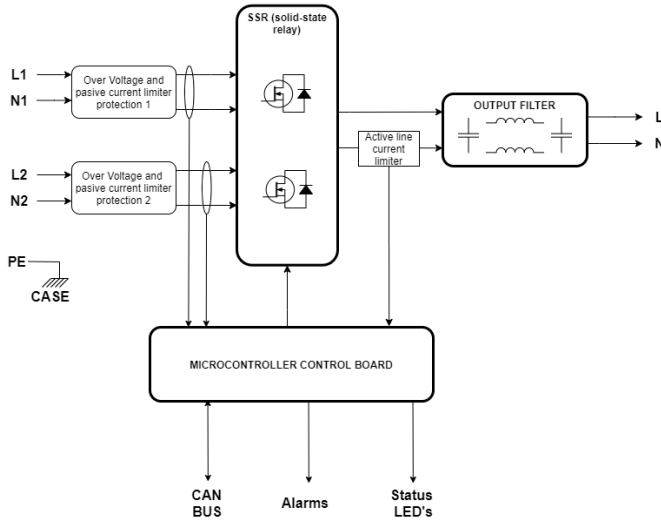 SSR (solid-state
relay)
L1
N1
Over Voltage and
pasive current limiter
protection 1
L2
N2
Over Voltage and
pasive current limiter
protection 2
Active line
current
limiter
OUTPUT FILTER
L
N
PE
CASE
MICROCONTROLLER CONTROL BOARD
CAN
BUS
Alarms
Status
LED's